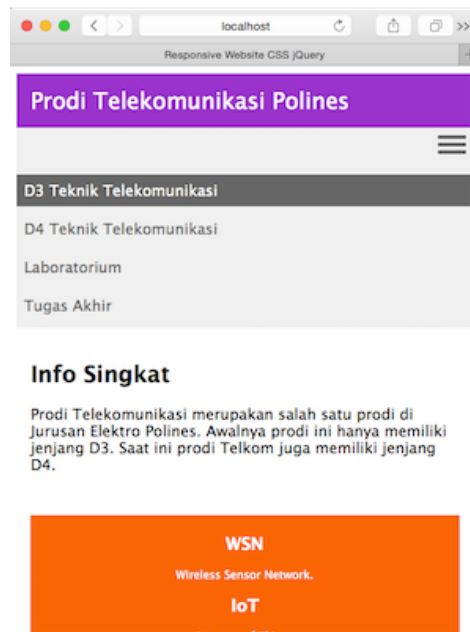 localhost
Responsive Website CSS jQuery
Prodi Telekomunikasi Polines
D3 Teknik Telekomunikasi
D4 Teknik Telekomunikasi
Laboratorium
Tugas Akhir
Info Singkat
Prodi Telekomunikasi merupakan salah satu prodi di
Jurusan Elektro Polines. Awalnya prodi ini hanya memiliki
jenjang D3. Saat ini prodi Telkom juga memiliki jenjang
D4.
WSN
Wireless Sensor Network.
IoT